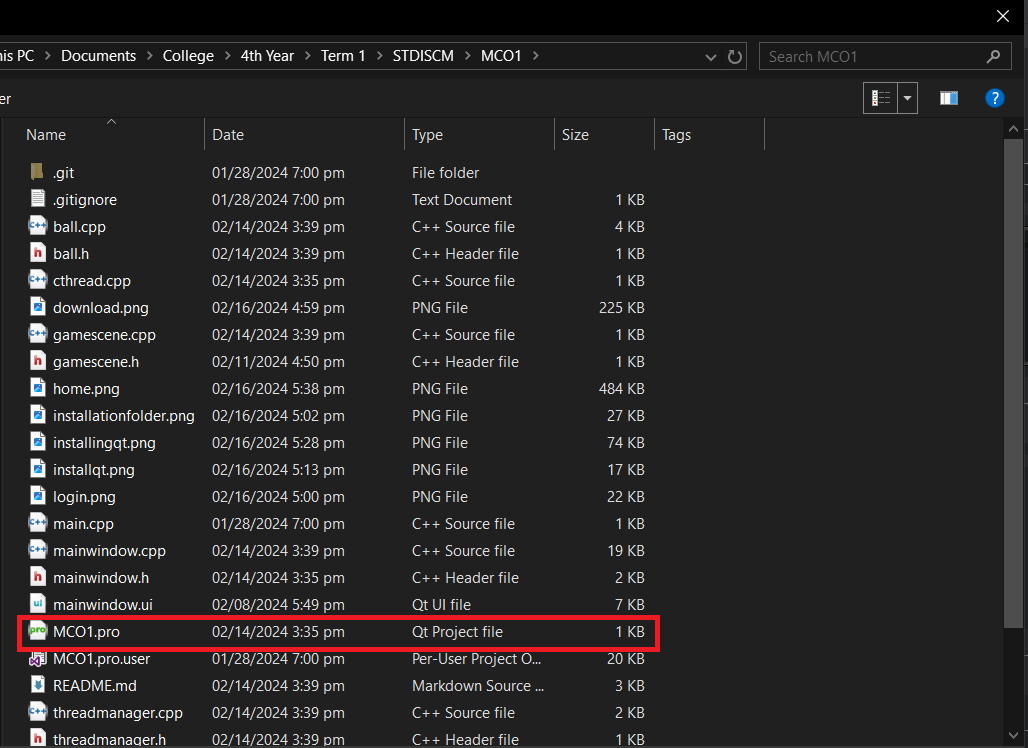 his PC > Documents > College > 4th Year > Term 1 > STDISCM > MCO1 > Search MCO1
er ?
Name Date Type Size Tags
.git 01/28/2024 7:00 pm File folder
.gitignore 01/28/2024 7:00 pm Text Document 1 KB
C++ ball.cpp 02/14/2024 3:39 pm C++ Source file 4 KB
h ball.h 02/14/2024 3:39 pm C++ Header file 1 KB
C++ cthread.cpp 02/14/2024 3:35 pm C++ Source file 1 KB
download.png 02/16/2024 4:59 pm PNG File 225 KB
C++ gamescene.cpp 02/14/2024 3:39 pm C++ Source file 1 KB
h gamescene.h 02/11/2024 4:50 pm C++ Header file 1 KB
home.png 02/16/2024 5:38 pm PNG File 484 KB
installationfolder.png 02/16/2024 5:02 pm PNG File 27 KB
installingqt.png 02/16/2024 5:28 pm PNG File 74 KB
installqt.png 02/16/2024 5:13 pm PNG File 17 KB
login.png 02/16/2024 5:00 pm PNG File 22 KB
C++ main.cpp 01/28/2024 7:00 pm C++ Source file 1 KB
C++ mainwindow.cpp 02/14/2024 3:39 pm C++ Source file 19 KB
h mainwindow.h 02/14/2024 3:35 pm C++ Header file 2 KB
ui mainwindow.ui 02/08/2024 5:49 pm Qt UI file 7 KB
pro MCO1.pro 02/14/2024 3:35 pm Qt Project file 1 KB
MCO1.pro.user 01/28/2024 7:00 pm Per-User Project O... 20 KB
README.md 02/14/2024 3:39 pm Markdown Source ... 3 KB
C++ threadmanager.cpp 02/14/2024 3:39 pm C++ Source file 2 KB
h threadmanager.h 02/14/2024 3:39 pm C++ Header file 1 KB